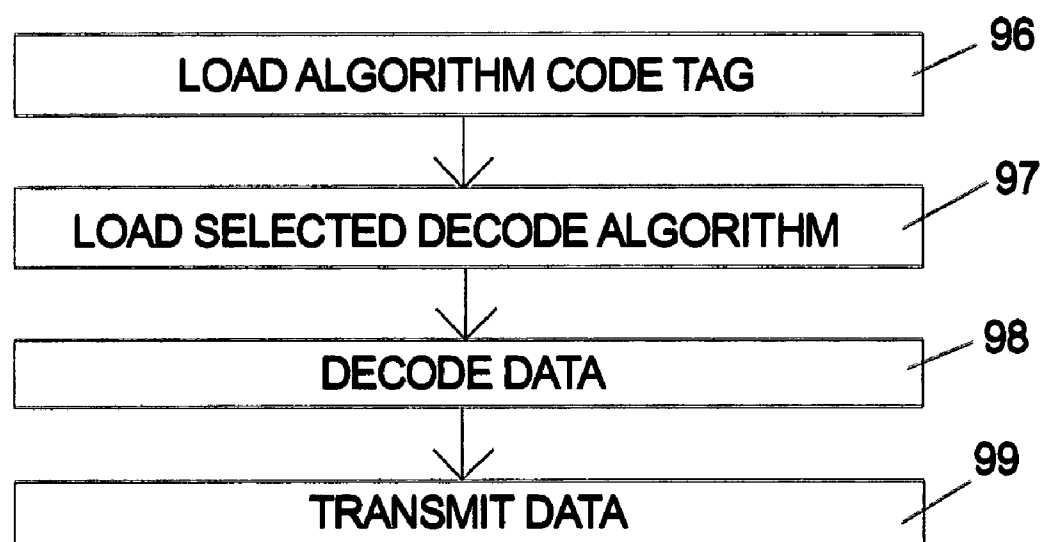 96
LOAD ALGORITHM CODE TAG
97
LOAD SELECTED DECODE ALGORITHM
98
DECODE DATA
99
TRANSMIT DATA